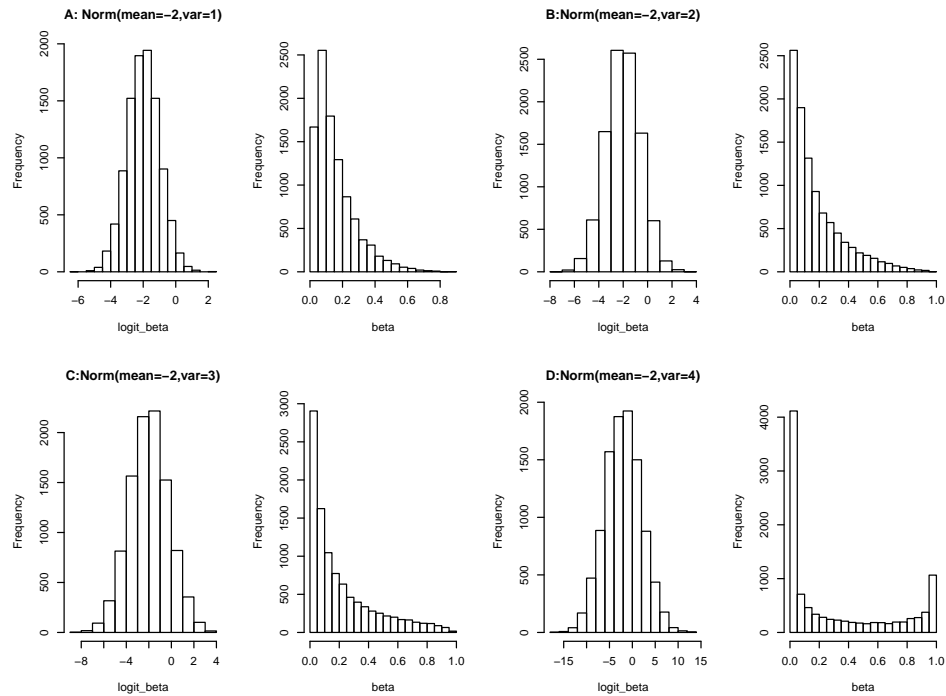 A: Norm(mean=−2,var=1)
Frequency
0 500 1000 1500 2000
−6 −4 −2 0 2
logit_beta
Frequency
0 500 1000 1500 2000 2500
0.0 0.2 0.4 0.6 0.8
beta
B:Norm(mean=−2,var=2)
Frequency
0 500 1000 1500 2000 2500
−8 −6 −4 −2 0 2 4
logit_beta
Frequency
0 500 1000 1500 2000 2500
0.0 0.2 0.4 0.6 0.8 1.0
beta
C:Norm(mean=−2,var=3)
Frequency
0 500 1000 1500 2000
−8 −4 0 2 4
logit_beta
Frequency
0 500 1000 1500 2000 2500 3000
0.0 0.2 0.4 0.6 0.8 1.0
beta
D:Norm(mean=−2,var=4)
Frequency
0 500 1000 1500 2000
−15 −5 0 5 10 15
logit_beta
Frequency
0 1000 2000 3000 4000
0.0 0.2 0.4 0.6 0.8 1.0
beta